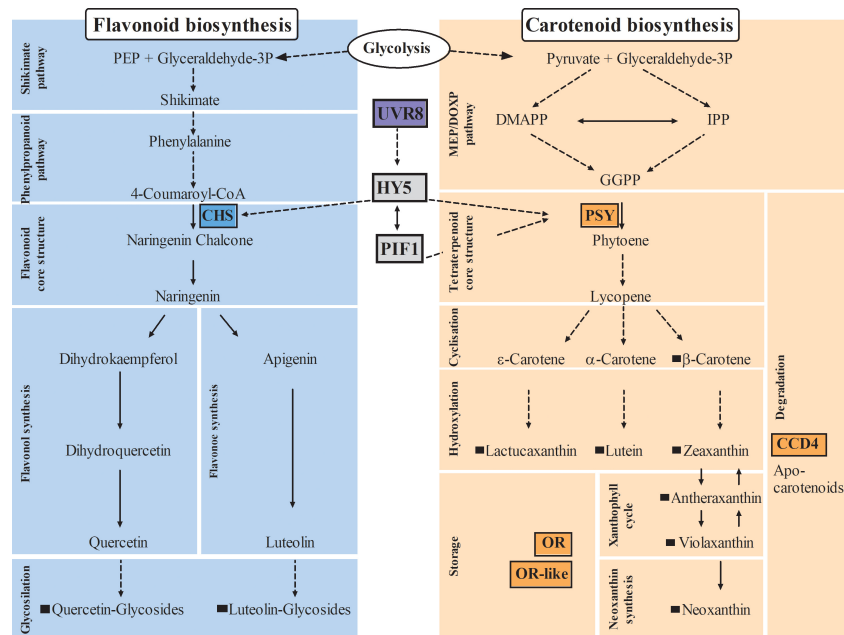 Flavonoid biosynthesis
Shikimate
pathway
PEP + Glyceraldehyde-3P
Shikimate
Phenylpropanoid
pathway
Phenylalanine
4-Coumaroyl-CoA
Flavonoid
core structure
CHS
Naringenin Chalcone
Naringenin
Flavonol synthesis
Dihydrokaempferol
Dihydroquercetin
Quercetin
Flavonoe synthesis
Apigenin
Luteolin
Glycosilation
Quercetin-Glycosides
Luteolin-Glycosides
Glycolysis
UVR8
HY5
PIF1
Carotenoid biosynthesis
MEP/DOXP
pathway
Pyruvate + Glyceraldehyde-3P
DMAPP
IPP
GGPP
Tetraterpenoid
core structure
PSY
Phytoene
Lycopene
Cyclisation
ε-Carotene
α-Carotene
β-Carotene
Hydroxylation
Lactucaxanthin
Lutein
Zeaxanthin
Storage
OR
OR-like
Xanthophyll
cycle
Antheraxanthin
Violaxanthin
Neoxanthin
synthesis
Neoxanthin
Degradation
CCD4
Apo-
carotenoids